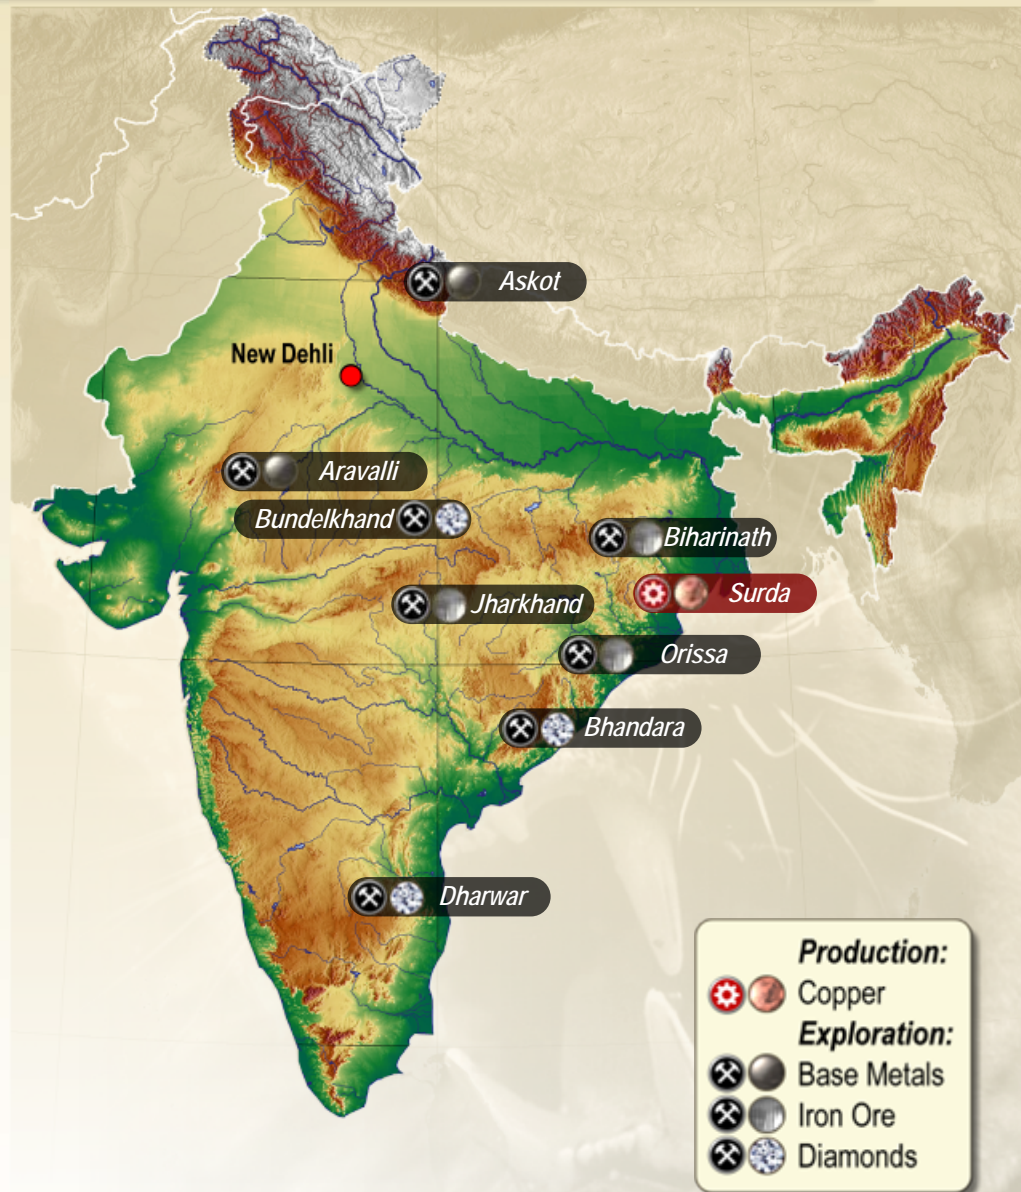 Askot
New Dehli
Aravalli
Bundelkhand
Biharinath
Surda
Jharkhand
Orissa
Bhandara
Dharwar
Production:
Copper
Exploration:
Base Metals
Iron Ore
Diamonds